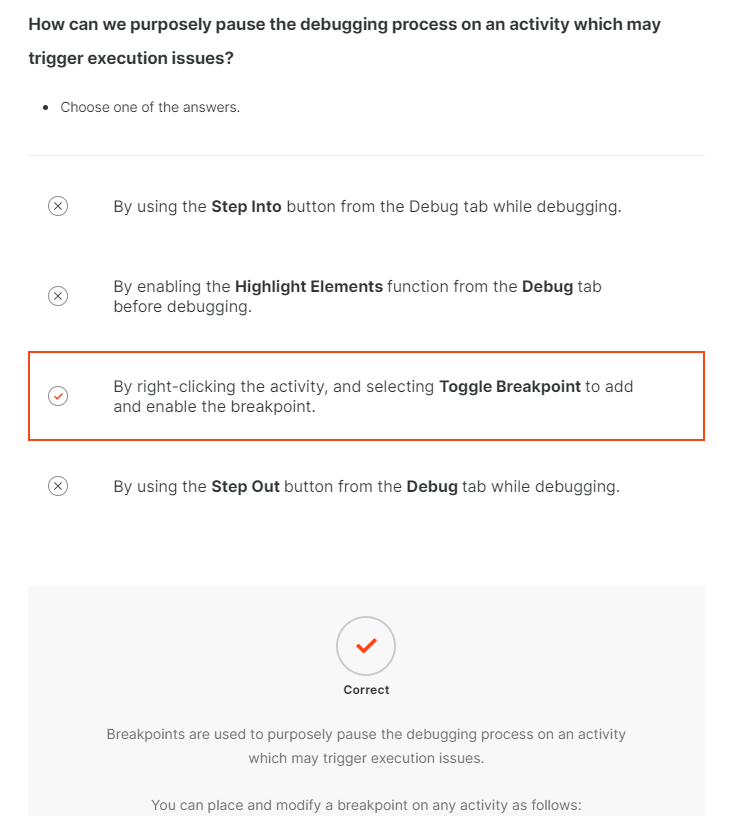 How can we purposely pause the debugging process on an activity which may
trigger execution issues?
Choose one of the answers.
By using the Step Into button from the Debug tab while debugging.
By enabling the Highlight Elements function from the Debug tab
before debugging.
By right-clicking the activity, and selecting Toggle Breakpoint to add
and enable the breakpoint.
By using the Step Out button from the Debug tab while debugging.
Correct
Breakpoints are used to purposely pause the debugging process on an activity
which may trigger execution issues.
You can place and modify a breakpoint on any activity as follows: